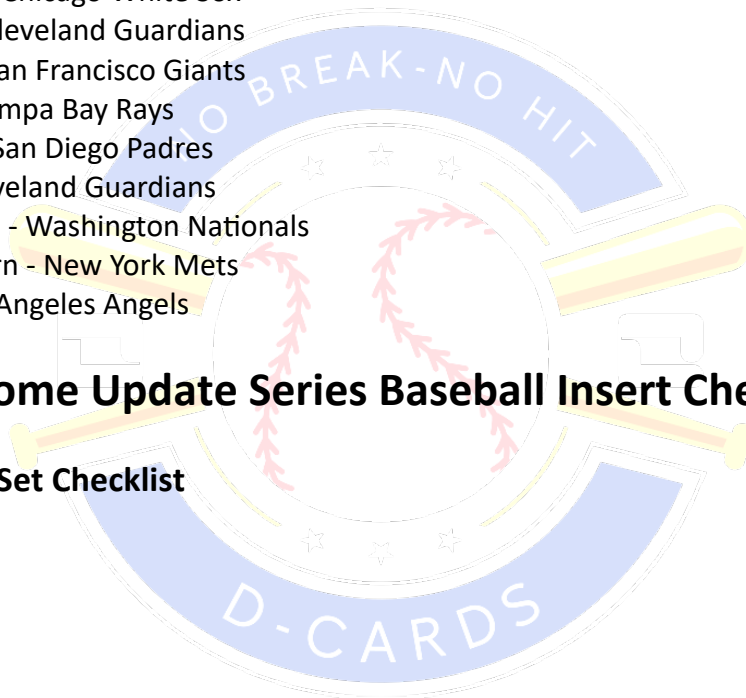 leveland Guardians
an Francisco Giants
mpa Bay Rays
San Diego Padres
veland Guardians
- Washington Nationals
rn - New York Mets
Angeles Angels
ome Update Series Baseball Insert Che
Set Checklist
NO BREAK-NO HIT
D-CARDS